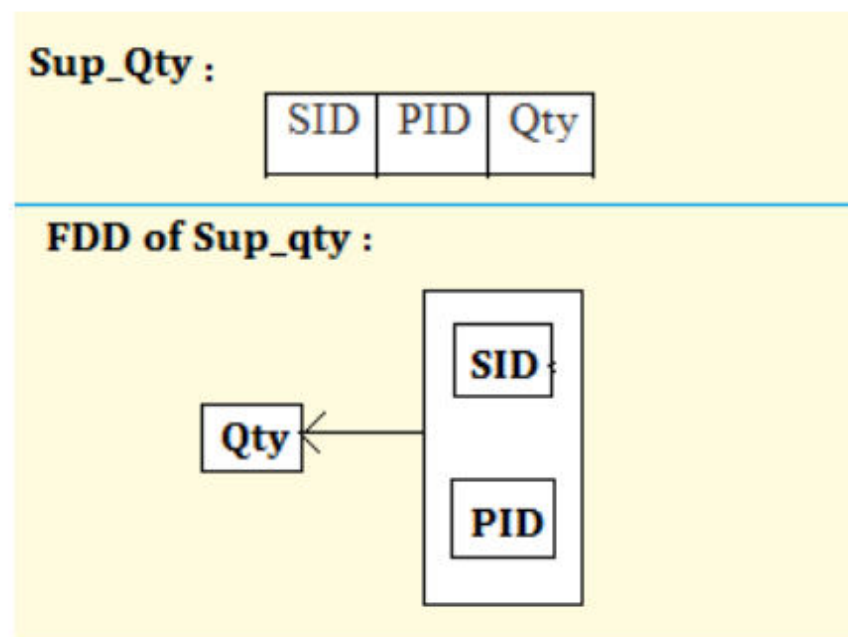 Sup_Qty :
SID PID Qty
FDD of Sup_qty :
SID
Qty
PID